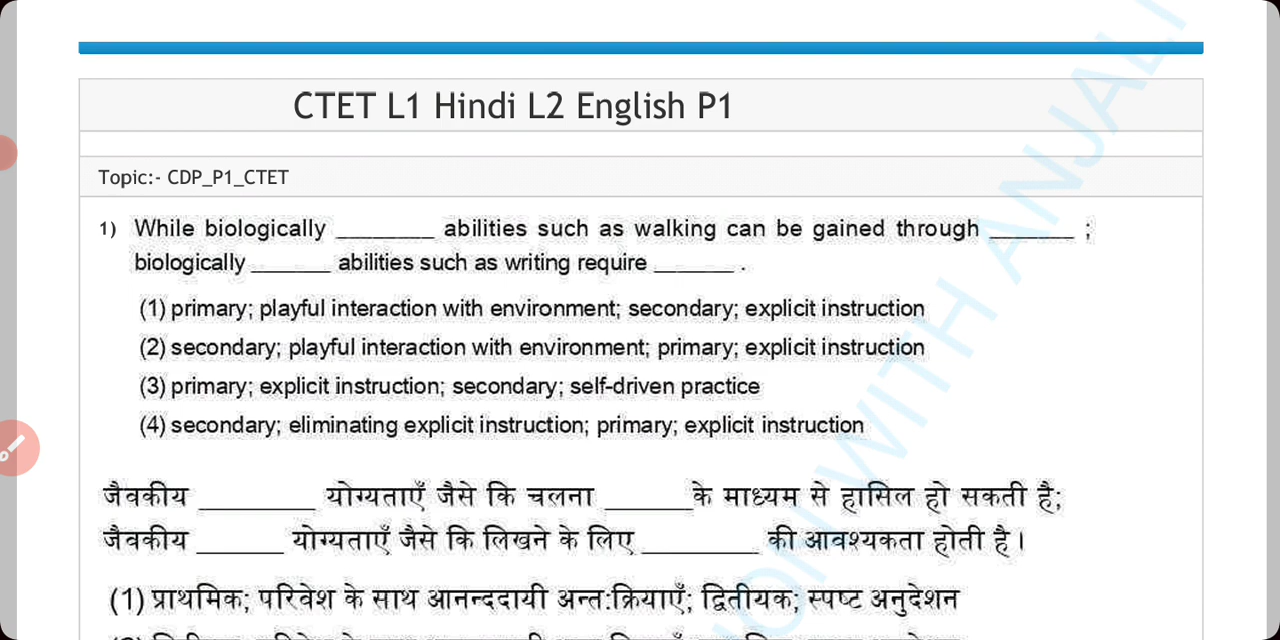 CTET L1 Hindi L2 English P1
Topic:- CDP_P1_CTET
1) While biologically ________ abilities such as walking can be gained through _______ ;
biologically ______ abilities such as writing require ______ .
(1) primary; playful interaction with environment; secondary; explicit instruction
(2) secondary; playful interaction with environment; primary; explicit instruction
(3) primary; explicit instruction; secondary; self-driven practice
(4) secondary; eliminating explicit instruction; primary; explicit instruction
जैवकीय ________ योग्यताएँ जैसे कि चलना ______के माध्यम से हासिल हो सकती है;
जैवकीय ______ योग्यताएँ जैसे कि लिखने के लिए ________ की आवश्यकता होती है।
(1) प्राथमिक; परिवेश के साथ आनन्ददायी अन्त:क्रियाएँ; द्वितीयक; स्पष्ट अनुदेशन
WITH ANJALI